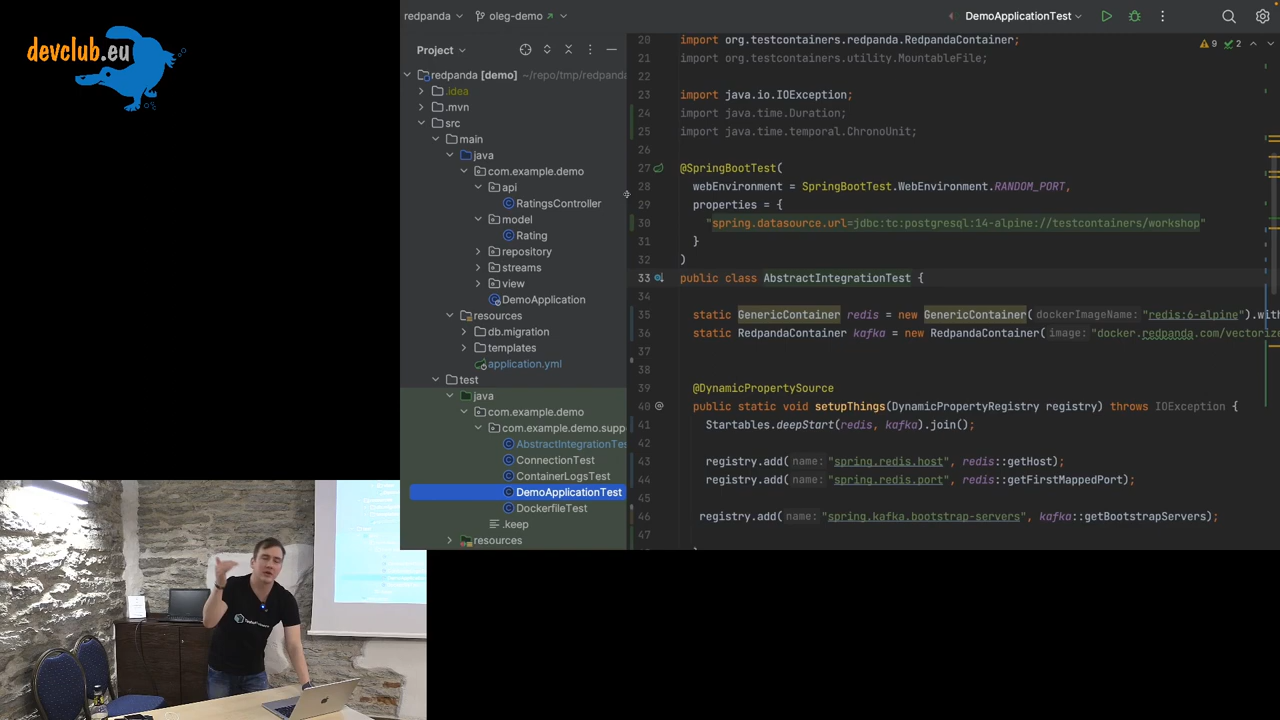 devclub.eu
redpanda
oleg-demo
DemoApplicationTest
Project
redpanda [demo] ~/repo/tmp/redpanda
.idea
.mvn
src
main
java
com.example.demo
api
RatingsController
model
Rating
repository
streams
view
DemoApplication
resources
db.migration
templates
application.yml
test
java
com.example.demo
com.example.demo.supp
AbstractIntegrationTes
ConnectionTest
ContainerLogsTest
DemoApplicationTest
DockerfileTest
.keep
resources
9 2
20 import org.testcontainers.redpanda.RedpandaContainer;
21 import org.testcontainers.utility.MountableFile;
22
23 import java.io.IOException;
24 import java.time.Duration;
25 import java.time.temporal.ChronoUnit;
26
27 @SpringBootTest(
28 webEnvironment = SpringBootTest.WebEnvironment.RANDOM_PORT,
29 properties = {
30 "spring.datasource.url=jdbc:tc:postgresql:14-alpine://testcontainers/workshop"
31 }
32 )
33 public class AbstractIntegrationTest {
34
35 static GenericContainer redis = new GenericContainer( dockerImageName: "redis:6-alpine").with
36 static RedpandaContainer kafka = new RedpandaContainer( image: "docker.redpanda.com/vectorize
37
38
39 @DynamicPropertySource
40 public static void setupThings(DynamicPropertyRegistry registry) throws IOException {
41 Startables.deepStart(redis, kafka).join();
42
43 registry.add( name: "spring.redis.host", redis::getHost);
44 registry.add( name: "spring.redis.port", redis::getFirstMappedPort);
45
46 registry.add( name: "spring.kafka.bootstrap-servers", kafka::getBootstrapServers);
47